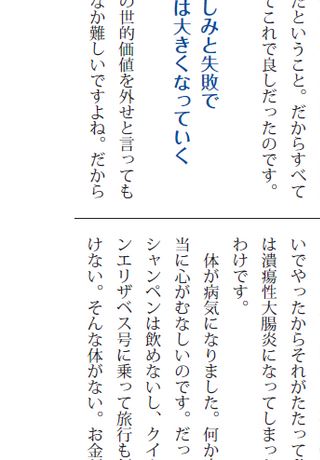 たということ。だからすべて
てこれで良しだったのです。
しみと失敗で
は大きくなっていく
の世的価値を外せと言っても
なか難しいですよね。だから
いでやったからそれがたたって
は潰瘍性大腸炎になってしまっ
わけです。
体が病気になりました。何か
当に心がむなしいのです。だっ
シャンペンは飲めないし、クイ
ンエリザベス号に乗って旅行も
けない。そんな体がない。お金